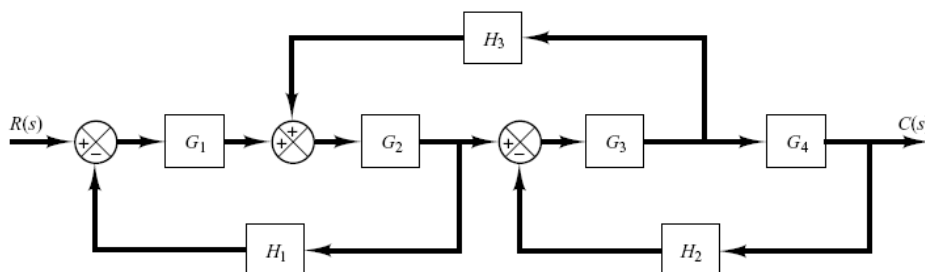 H3
R(s)
+
−
G1
+
+
G2
+
−
G3
G4
C(s
H1
H2